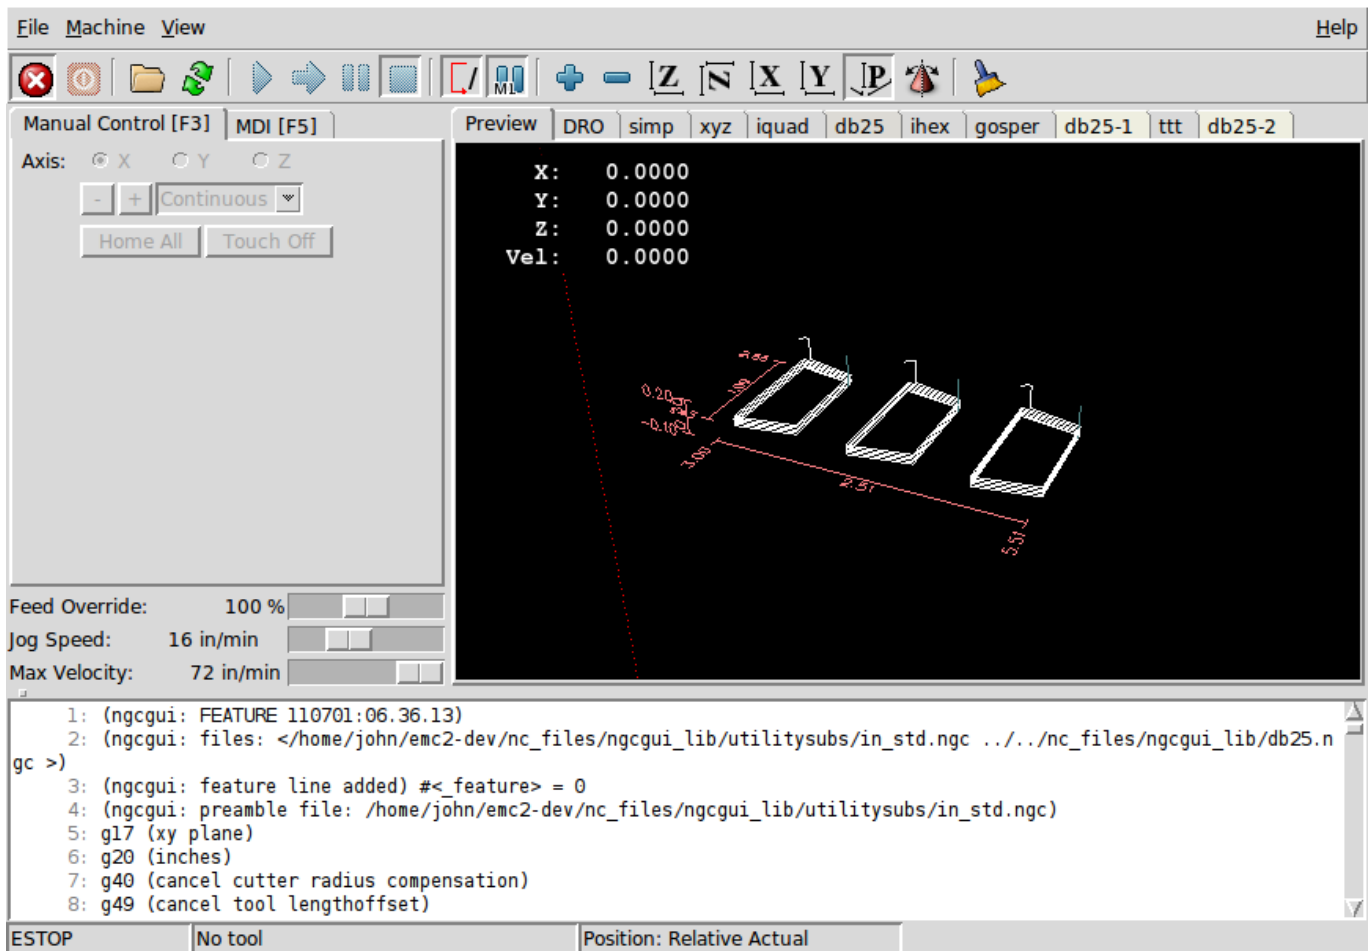 File Machine View Help
M1 Z N X Y P
Manual Control [F3] MDI [F5] Preview DRO simp xyz iquad db25 ihex gosper db25-1 ttt db25-2
Axis: X Y Z
- + Continuous
Home All Touch Off
X: 0.0000
Y: 0.0000
Z: 0.0000
Vel: 0.0000
0.20
3.00
2.51
5.51
Feed Override: 100 %
Jog Speed: 16 in/min
Max Velocity: 72 in/min
1: (ngcgui: FEATURE 110701:06.36.13)
2: (ngcgui: files: </home/john/emc2-dev/nc_files/ngcgui_lib/utilitysubs/in_std.ngc ../../nc_files/ngcgui_lib/db25.n
gc >)
3: (ngcgui: feature line added) #<_feature> = 0
4: (ngcgui: preamble file: /home/john/emc2-dev/nc_files/ngcgui_lib/utilitysubs/in_std.ngc)
5: g17 (xy plane)
6: g20 (inches)
7: g40 (cancel cutter radius compensation)
8: g49 (cancel tool lengthoffset)
ESTOP No tool Position: Relative Actual